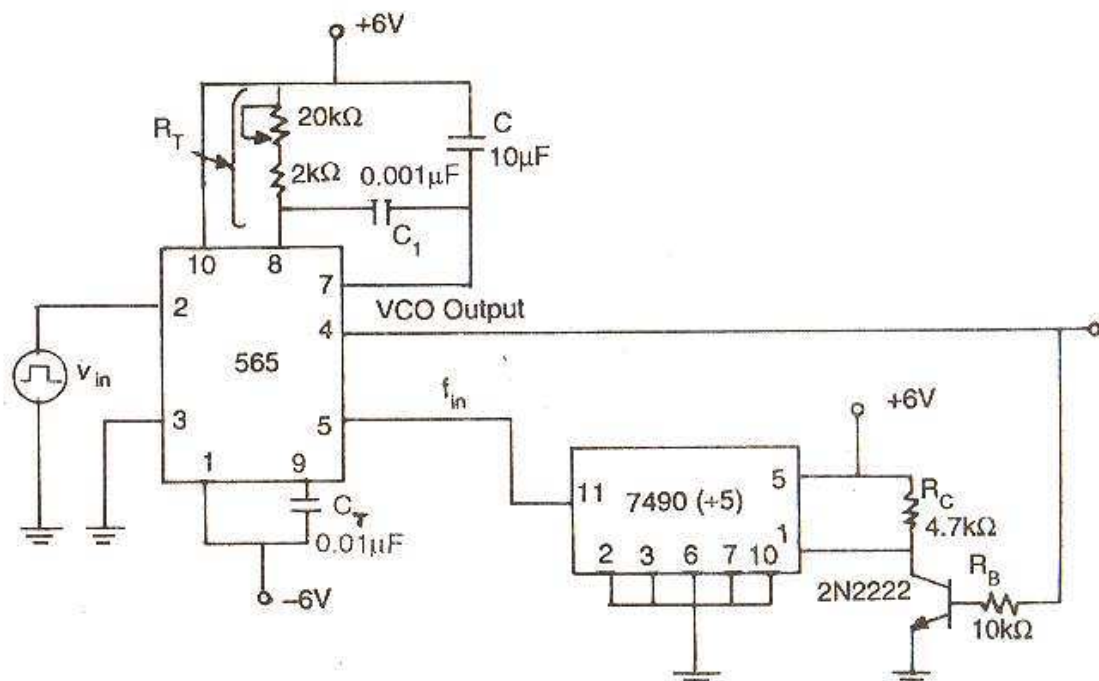 +6V
R_T
20kΩ
2kΩ
0.001μF
C
10μF
C_1
10
8
7
2
VCO Output
4
565
v_in
3
5
f_in
1
9
C_T
0.01μF
–6V
+6V
11
7490 (÷5)
5
1
2 3 6 7 10
R_C
4.7kΩ
2N2222
R_B
10kΩ